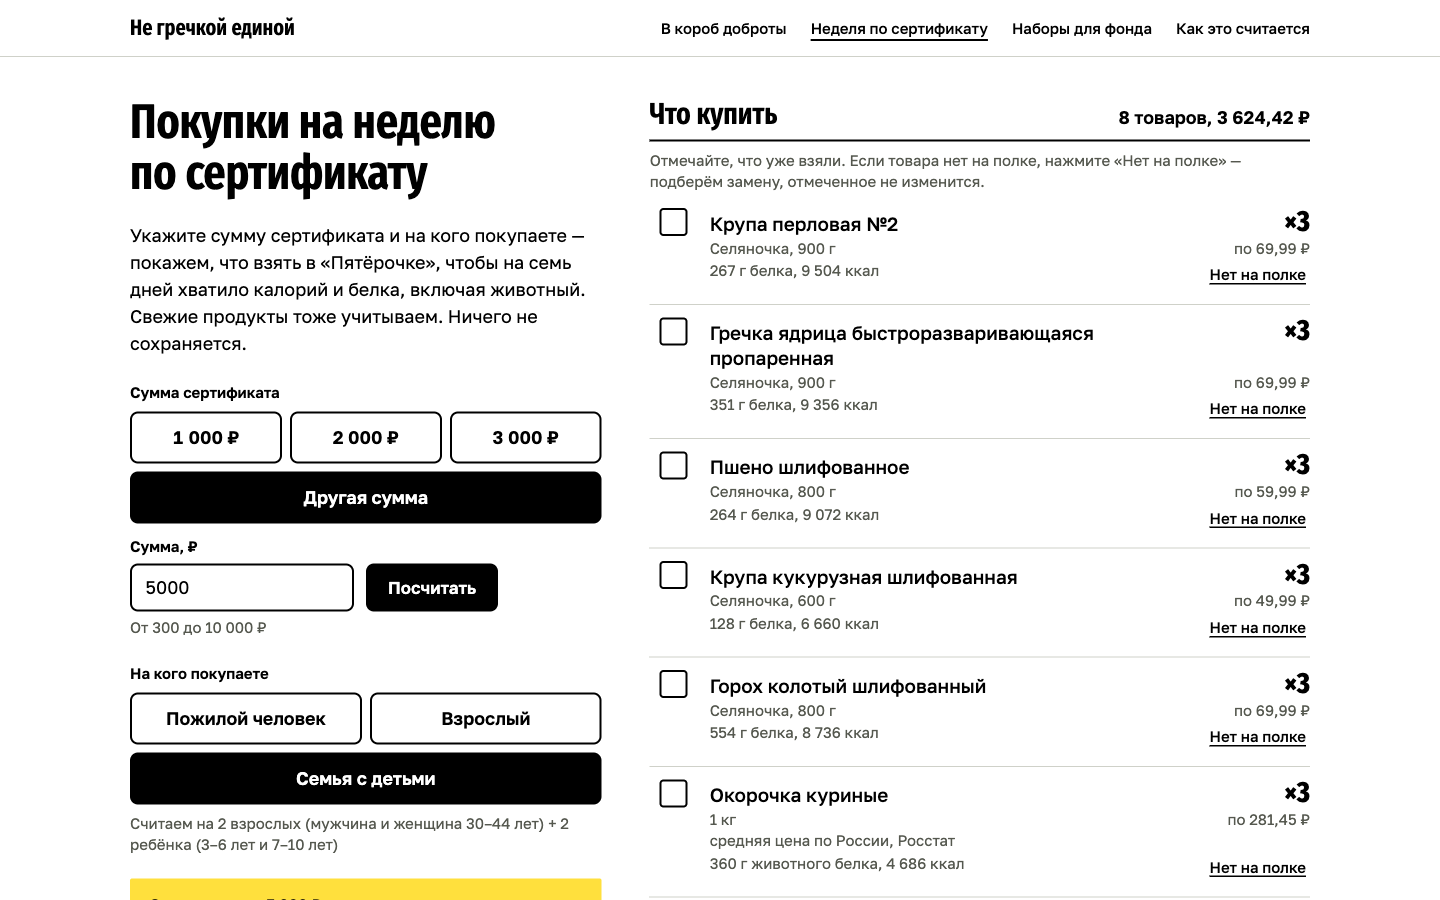 Не гречкой единой
В короб доброты
Неделя по сертификату
Наборы для фонда
Как это считается
Покупки на неделю
по сертификату
Укажите сумму сертификата и на кого покупаете —
покажем, что взять в «Пятёрочке», чтобы на семь
дней хватило калорий и белка, включая животный.
Свежие продукты тоже учитываем. Ничего не
сохраняется.
Сумма сертификата
1 000 ₽
2 000 ₽
3 000 ₽
Другая сумма
Сумма, ₽
5000
Посчитать
От 300 до 10 000 ₽
На кого покупаете
Пожилой человек
Взрослый
Семья с детьми
Считаем на 2 взрослых (мужчина и женщина 30–44 лет) + 2
ребёнка (3–6 лет и 7–10 лет)
Что купить
8 товаров, 3 624,42 ₽
Отмечайте, что уже взяли. Если товара нет на полке, нажмите «Нет на полке» —
подберём замену, отмеченное не изменится.
Крупа перловая №2
×3
Селяночка, 900 г
по 69,99 ₽
267 г белка, 9 504 ккал
Нет на полке
Гречка ядрица быстроразваривающаяся
пропаренная
×3
Селяночка, 900 г
по 69,99 ₽
351 г белка, 9 356 ккал
Нет на полке
Пшено шлифованное
×3
Селяночка, 800 г
по 59,99 ₽
264 г белка, 9 072 ккал
Нет на полке
Крупа кукурузная шлифованная
×3
Селяночка, 600 г
по 49,99 ₽
128 г белка, 6 660 ккал
Нет на полке
Горох колотый шлифованный
×3
Селяночка, 800 г
по 69,99 ₽
554 г белка, 8 736 ккал
Нет на полке
Окорочка куриные
×3
1 кг
по 281,45 ₽
средняя цена по России, Росстат
360 г животного белка, 4 686 ккал
Нет на полке